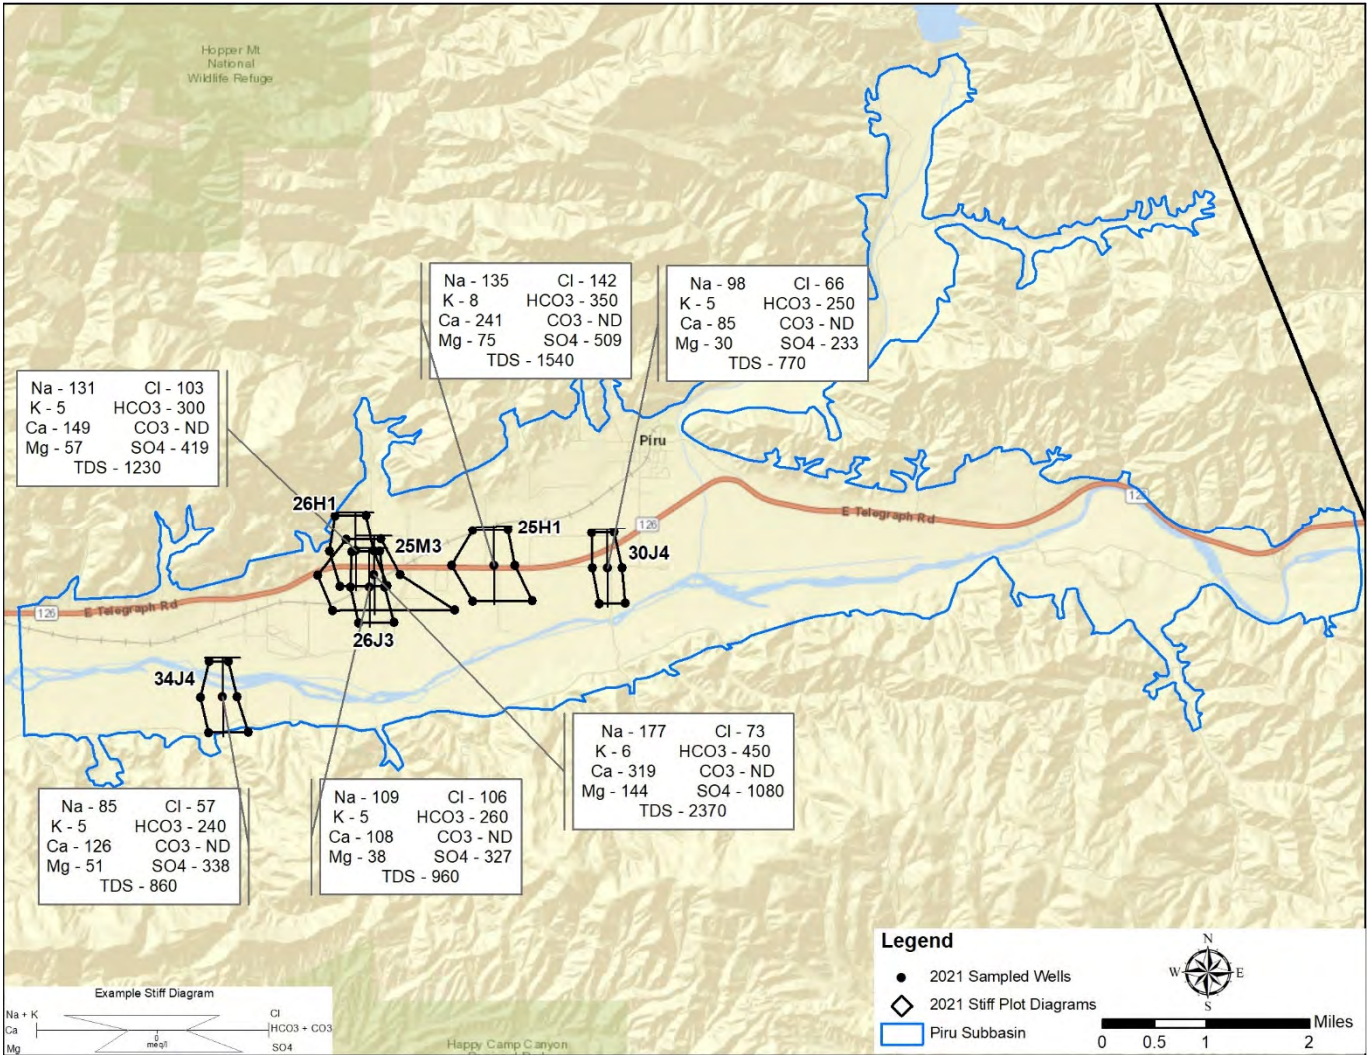 Hopper Mt
National
Wildlife Refuge
Na - 135 Cl - 142
K - 8 HCO3 - 350
Ca - 241 CO3 - ND
Mg - 75 SO4 - 509
TDS - 1540
Na - 98 Cl - 66
K - 5 HCO3 - 250
Ca - 85 CO3 - ND
Mg - 30 SO4 - 233
TDS - 770
Na - 131 Cl - 103
K - 5 HCO3 - 300
Ca - 149 CO3 - ND
Mg - 57 SO4 - 419
TDS - 1230
Piru
26H1
25M3
25H1
126
E Telegraph Rd
12
30J4
126
E Telegraph Rd
26J3
34J4
Na - 177 Cl - 73
K - 6 HCO3 - 450
Ca - 319 CO3 - ND
Mg - 144 SO4 - 1080
TDS - 2370
Na - 85 Cl - 57
K - 5 HCO3 - 240
Ca - 126 CO3 - ND
Mg - 51 SO4 - 338
TDS - 860
Na - 109 Cl - 106
K - 5 HCO3 - 260
Ca - 108 CO3 - ND
Mg - 38 SO4 - 327
TDS - 960
Legend
2021 Sampled Wells
2021 Stiff Plot Diagrams
Piru Subbasin
N
W E
S
Miles
0 0.5 1 2
Example Stiff Diagram
Na + K Cl
Ca HCO3 + CO3
0
meq/l
Mg SO4
Happy Camp Canyon